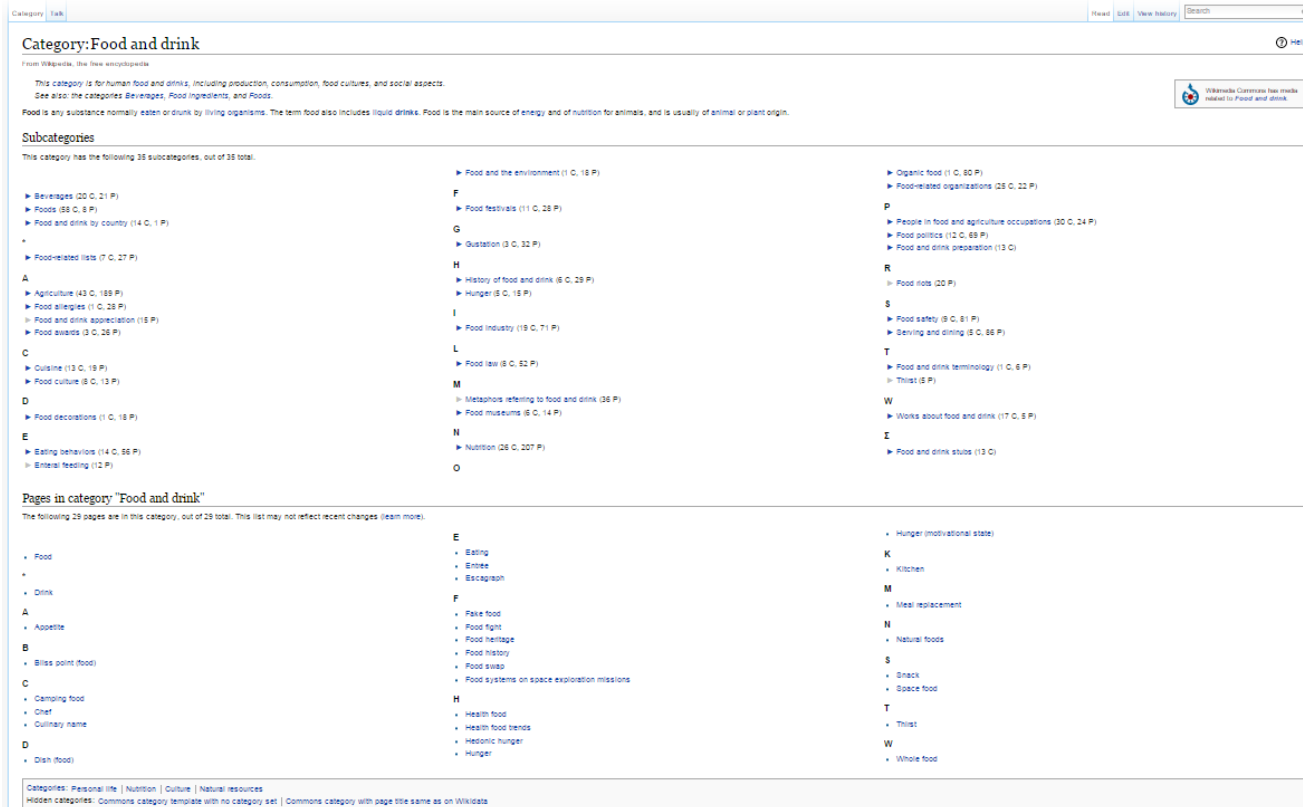 Category Talk
Read Edit View history Search
Category:Food and drink
Hel
From Wikipedia, the free encyclopedia
This category is for human food and drinks, including production, consumption, food cultures, and social aspects.
See also: the categories Beverages, Food ingredients, and Foods.
Wikimedia Commons has media
related to Food and drink.
Food is any substance normally eaten or drunk by living organisms. The term food also includes liquid drinks. Food is the main source of energy and of nutrition for animals, and is usually of animal or plant origin.
Subcategories
This category has the following 35 subcategories, out of 35 total.
► Beverages (20 C, 21 P)
► Foods (58 C, 8 P)
► Food and drink by country (14 C, 1 P)
*
► Food-related lists (7 C, 27 P)
A
► Agriculture (43 C, 189 P)
► Food allergies (1 C, 28 P)
► Food and drink appreciation (15 P)
► Food awards (3 C, 26 P)
C
► Cuisine (13 C, 19 P)
► Food culture (8 C, 13 P)
D
► Food decorations (1 C, 18 P)
E
► Eating behaviors (14 C, 56 P)
► Enteral feeding (12 P)
► Food and the environment (1 C, 18 P)
F
► Food festivals (11 C, 28 P)
G
► Gustation (3 C, 32 P)
H
► History of food and drink (6 C, 29 P)
► Hunger (5 C, 15 P)
I
► Food industry (19 C, 71 P)
L
► Food law (8 C, 52 P)
M
► Metaphors referring to food and drink (36 P)
► Food museums (6 C, 14 P)
N
► Nutrition (26 C, 207 P)
O
► Organic food (1 C, 80 P)
► Food-related organizations (25 C, 22 P)
P
► People in food and agriculture occupations (30 C, 24 P)
► Food politics (12 C, 69 P)
► Food and drink preparation (13 C)
R
► Food riots (20 P)
S
► Food safety (9 C, 81 P)
► Serving and dining (5 C, 86 P)
T
► Food and drink terminology (1 C, 6 P)
► Thirst (5 P)
W
► Works about food and drink (17 C, 5 P)
Σ
► Food and drink stubs (13 C)
Pages in category "Food and drink"
The following 29 pages are in this category, out of 29 total. This list may not reflect recent changes (learn more).
• Food
*
• Drink
A
• Appetite
B
• Bliss point (food)
C
• Camping food
• Chef
• Culinary name
D
• Dish (food)
E
• Eating
• Entrée
• Escagraph
F
• Fake food
• Food fight
• Food heritage
• Food history
• Food swap
• Food systems on space exploration missions
H
• Health food
• Health food trends
• Hedonic hunger
• Hunger
• Hunger (motivational state)
K
• Kitchen
M
• Meal replacement
N
• Natural foods
S
• Snack
• Space food
T
• Thirst
W
• Whole food
Categories: Personal life | Nutrition | Culture | Natural resources
Hidden categories: Commons category template with no category set | Commons category with page title same as on Wikidata